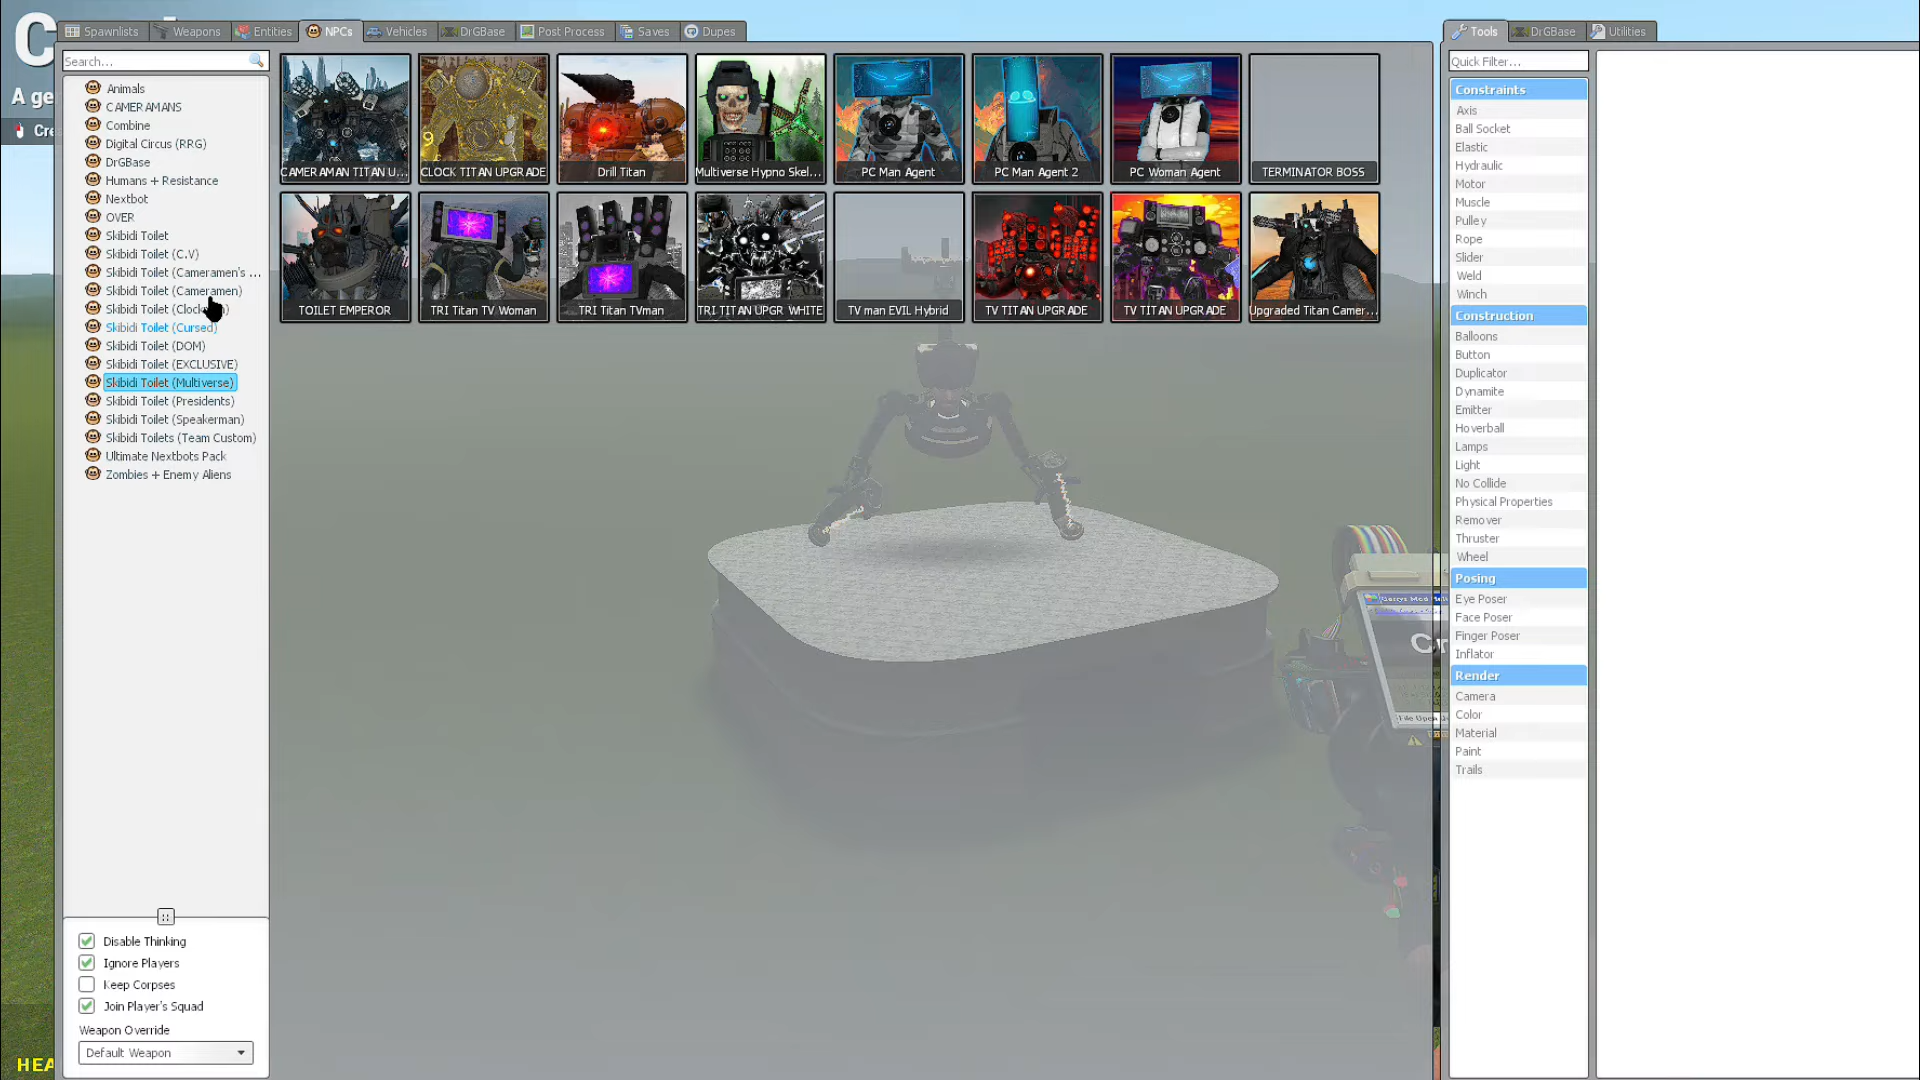 Spawnlists
Weapons
Entities
NPCs
Vehicles
DrGBase
Post Process
Saves
Dupes
Tools
DrGBase
Utilities
Search...
Animals
CAMERAMANS
Combine
Digital Circus (RRG)
DrGBase
Humans + Resistance
Nextbot
OVER
Skibidi Toilet
Skibidi Toilet (C.V)
Skibidi Toilet (Cameramen's ...
Skibidi Toilet (Cameramen)
Skibidi Toilet
Skibidi Toilet (Cursed)
Skibidi Toilet (DOM)
Skibidi Toilet (EXCLUSIVE)
Skibidi Toilet (Multiverse)
Skibidi Toilet (Presidents)
Skibidi Toilet (Speakerman)
Skibidi Toilets (Team Custom)
Ultimate Nextbots Pack
Zombies + Enemy Aliens
Disable Thinking
Ignore Players
Keep Corpses
Join Player's Squad
Weapon Override
Default Weapon
A ge
Cre
HEA
CAMERAMAN TITAN U...
CLOCK TITAN UPGRADE
9
Drill Titan
Multiverse Hypno Skel...
PC Man Agent
PC Man Agent 2
PC Woman Agent
TERMINATOR BOSS
TOILET EMPEROR
TRI Titan TV Woman
TRI Titan TVman
TRI TITAN UPGR WHITE
TV man EVIL Hybrid
TV TITAN UPGRADE
TV TITAN UPGRADE
Upgraded Titan Camer...
Quick Filter...
Constraints
Axis
Ball Socket
Elastic
Hydraulic
Motor
Muscle
Pulley
Rope
Slider
Weld
Winch
Construction
Balloons
Button
Duplicator
Dynamite
Emitter
Hoverball
Lamps
Light
No Collide
Physical Properties
Remover
Thruster
Wheel
Posing
Eye Poser
Face Poser
Finger Poser
Inflator
Render
Camera
Color
Material
Paint
Trails